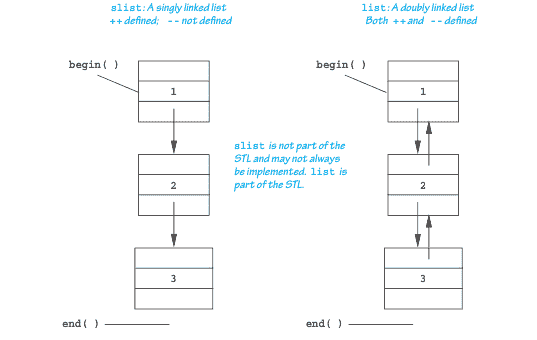 slist: A singly linked list
++ defined; -- not defined
begin( )
1
2
3
end( )
slist is not part of the
STL and may not always
be implemented. list is
part of the STL.
list: A doubly linked list
Both ++ and -- defined
begin( )
1
2
3
end( )